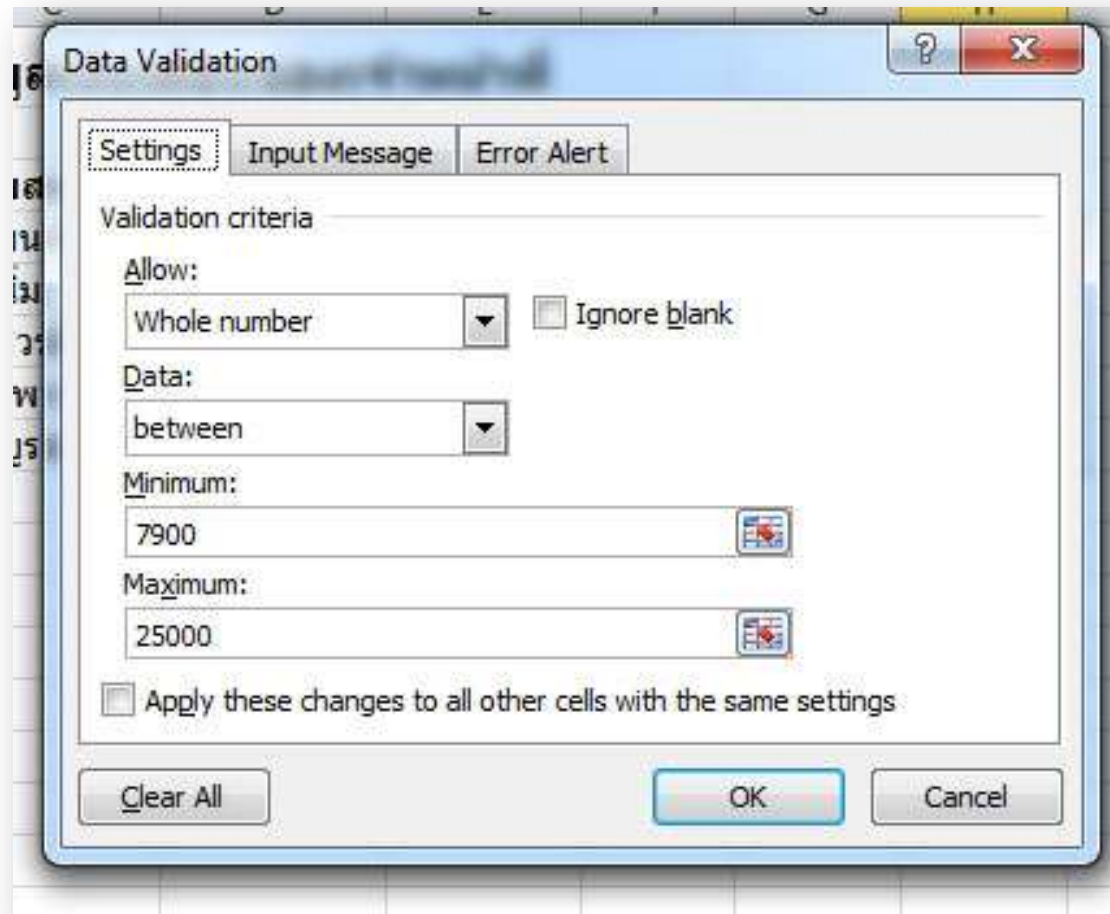 Data Validation
Settings
Input Message
Error Alert
Validation criteria
Allow:
Whole number
Ignore blank
Data:
between
Minimum:
7900
Maximum:
25000
Apply these changes to all other cells with the same settings
Clear All
OK
Cancel